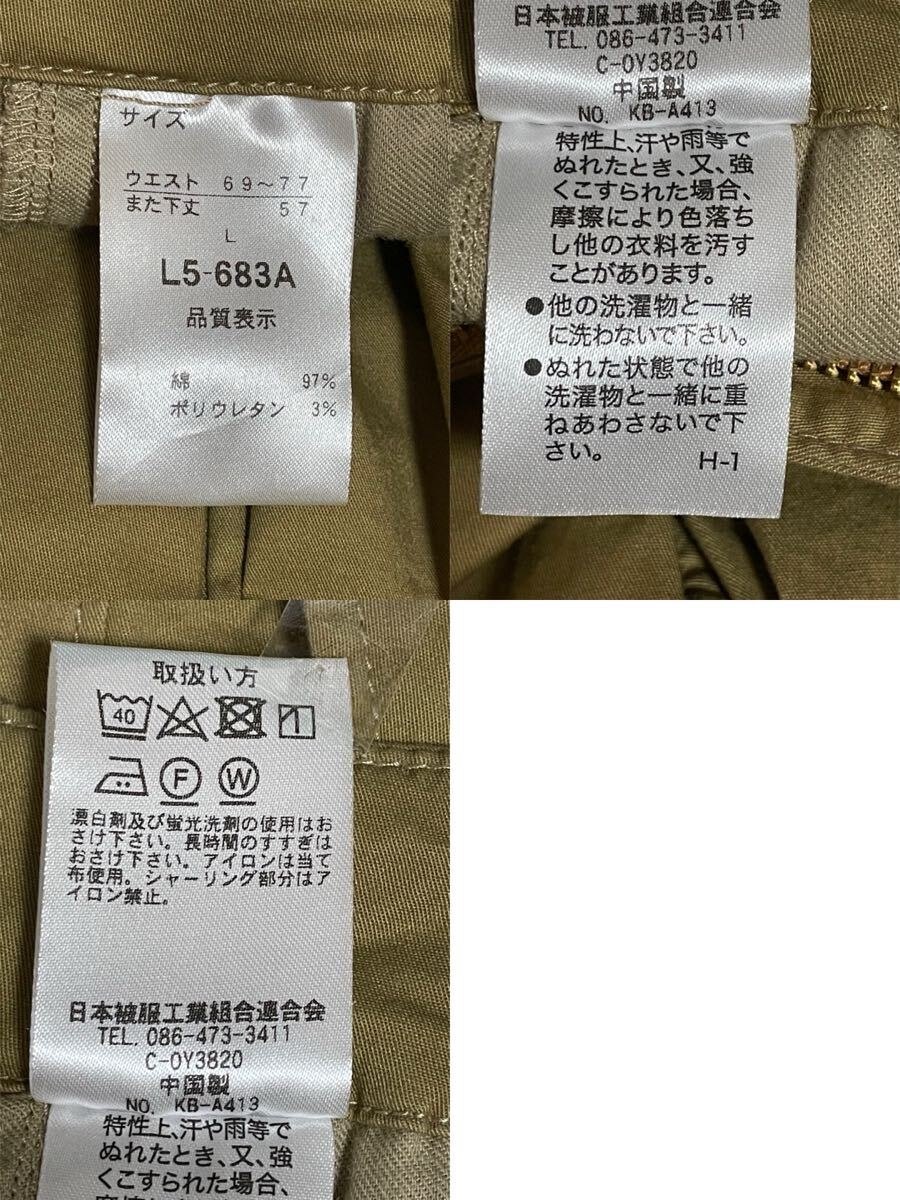 サイズ
ウエスト 69～77
また下丈 57
L
L5-683A
品質表示
綿 97%
ポリウレタン 3%
日本被服工業組合連合会
TEL. 086-473-3411
C-0Y3820
中国製
NO. KB-A413
特性上、汗や雨等で
ぬれたとき、又、強
くこすられた場合、
摩擦により色落ち
し他の衣料を汚す
ことがあります。
●他の洗濯物と一緒
に洗わないで下さい。
●ぬれた状態で他の
洗濯物と一緒に重
ねあわさないで下
さい。 H-1
取扱い方
40
F W
漂白剤及び蛍光洗剤の使用はお
さけ下さい。長時間のすすぎは
おさけ下さい。アイロンは当て
布使用。シャーリング部分はア
イロン禁止。
日本被服工業組合連合会
TEL. 086-473-3411
C-0Y3820
中国製
NO. KB-A413
特性上、汗や雨等で
ぬれたとき、又、強
くこすられた場合、